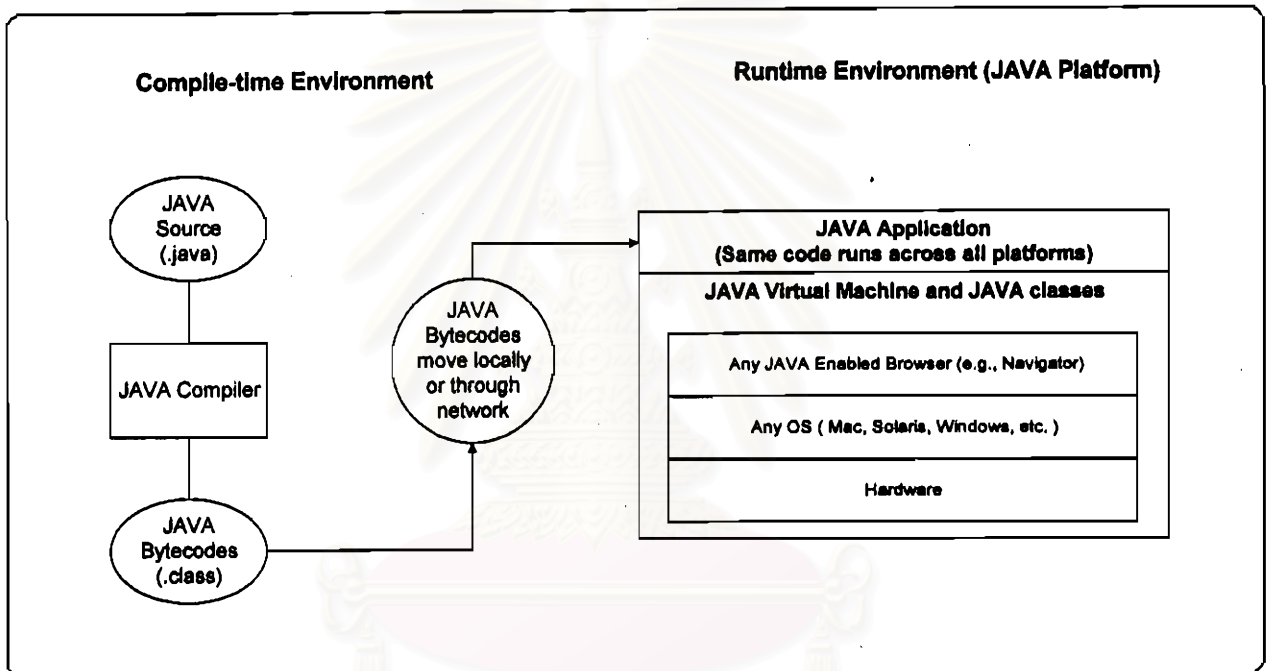 Compile-time Environment
Runtime Environment (JAVA Platform)
JAVA
Source
(.java)
JAVA Compiler
JAVA
Bytecodes
(.class)
JAVA
Bytecodes
move locally
or through
network
JAVA Application
(Same code runs across all platforms)
JAVA Virtual Machine and JAVA classes
Any JAVA Enabled Browser (e.g., Navigator)
Any OS ( Mac, Solaris, Windows, etc. )
Hardware